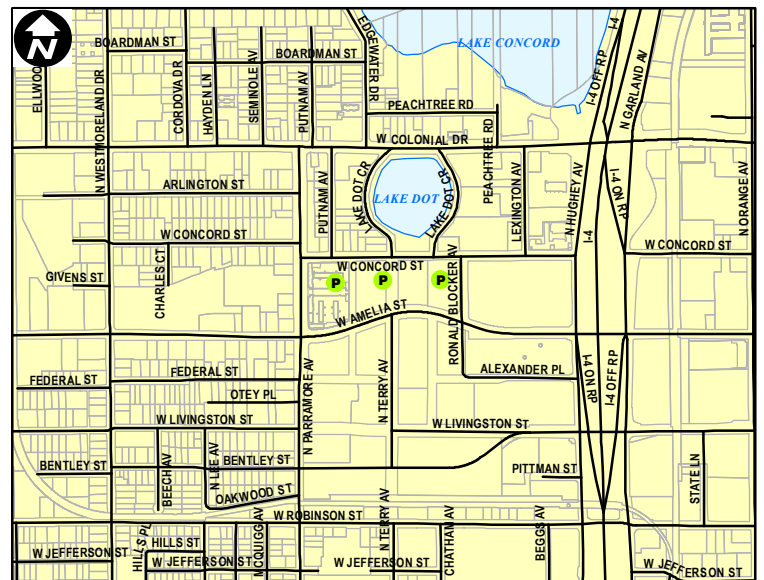 N
BOARDMAN ST
EDGEWATER DR
LAKE CONCORD
I-4
I-4 OFF RP
N GARLAND AV
ELLWOO
N WESTMORELAND DR
CORDOVA DR
HAYDEN LN
SEMINOLE AV
BOARDMAN ST
PUTNAM AV
PEACHTREE RD
W COLONIAL DR
PEACHTREE RD
ARLINGTON ST
PUTNAM AV
LAKE DOT CR
LAKE DOT
LAKE DOT CR
LEXINGTON AV
N HUGHEY AV
I-4 ON RP
I-4
N ORANGE AV
W CONCORD ST
W CONCORD ST
GIVENS ST
CHARLES CT
W CONCORD ST
P
P
P
RONALD BLOCKER AV
W AMELIA ST
FEDERAL ST
FEDERAL ST
OTEY PL
N PARRAMORE AV
N TERRY AV
ALEXANDER PL
I-4 ON RP
I-4 OFF RP
W LIVINGSTON ST
W LIVINGSTON ST
BENTLEY ST
BEECH AV
N LEE AV
BENTLEY ST
PITTMAN ST
STATE LN
OAKWOOD ST
W ROBINSON ST
N TERRY AV
CHATHAM AV
BEGGS AV
W JEFFERSON ST
HILLS PL
HILLS ST
W JEFFERSON ST
MCQUIGG AV
W JEFFERSON ST
W JEFFERSON ST